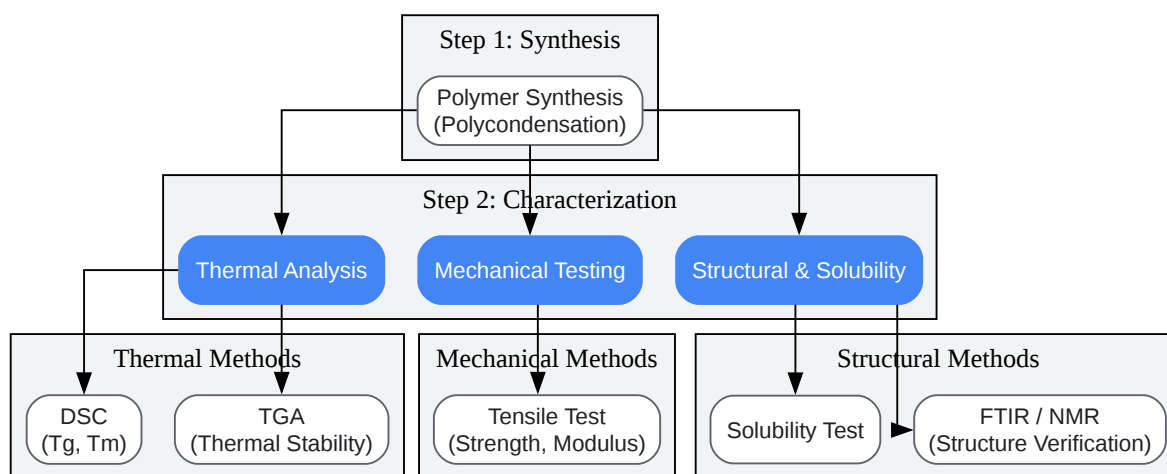 Step 1: Synthesis
Polymer Synthesis
(Polycondensation)
Step 2: Characterization
Thermal Analysis
Mechanical Testing
Structural & Solubility
Thermal Methods
Mechanical Methods
Structural Methods
DSC
(Tg, Tm)
TGA
(Thermal Stability)
Tensile Test
(Strength, Modulus)
Solubility Test
FTIR / NMR
(Structure Verification)